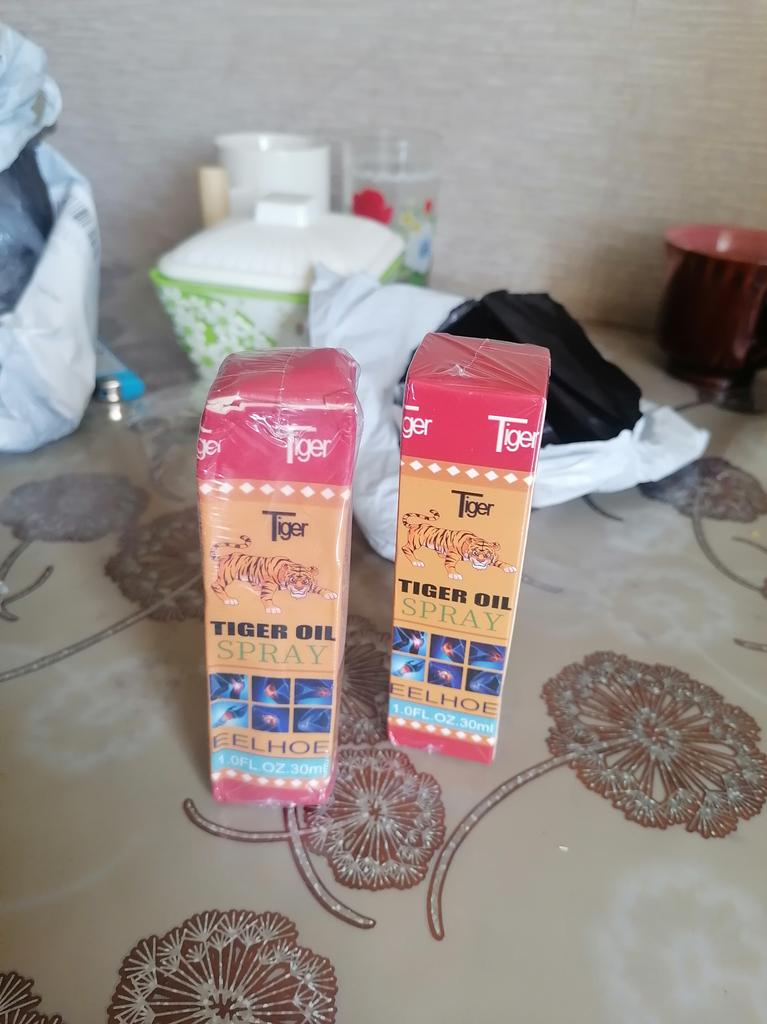 ger Tiger
Tiger
TIGER OIL
SPRAY
EELHOE
1.0FL.OZ.30ml
ger Tiger
Tiger
TIGER OIL
SPRAY
EELHOE
1.0FL.OZ.30ml